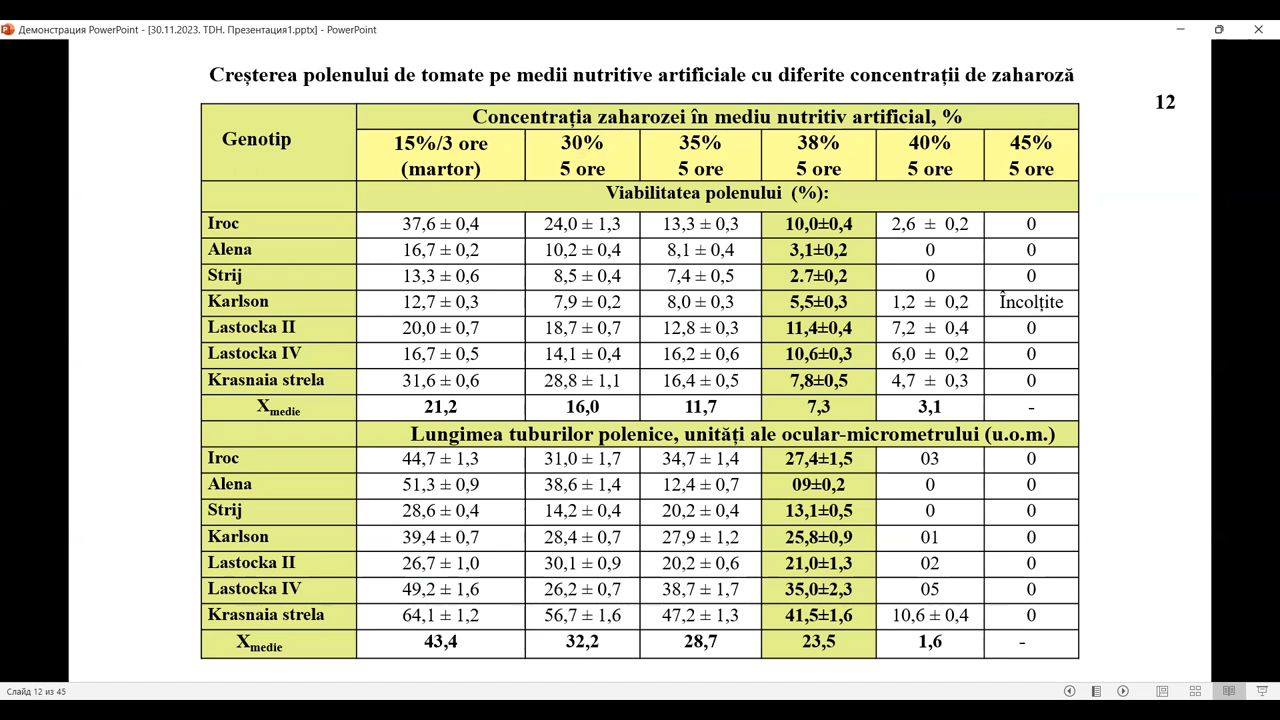 Демонстрация PowerPoint - [30.11.2023. TDH. Презентация1.pptx] - PowerPoint
Creșterea polenului de tomate pe medii nutritive artificiale cu diferite concentrații de zaharoză
12
Genotip
Concentrația zaharozei în mediu nutritiv artificial, %
15%/3 ore (martor) 30% 5 ore 35% 5 ore 38% 5 ore 40% 5 ore 45% 5 ore
Viabilitatea polenului (%):
Iroc 37,6 ± 0,4 24,0 ± 1,3 13,3 ± 0,3 10,0±0,4 2,6 ± 0,2 0
Alena 16,7 ± 0,2 10,2 ± 0,4 8,1 ± 0,4 3,1±0,2 0 0
Strij 13,3 ± 0,6 8,5 ± 0,4 7,4 ± 0,5 2.7±0,2 0 0
Karlson 12,7 ± 0,3 7,9 ± 0,2 8,0 ± 0,3 5,5±0,3 1,2 ± 0,2 Încolțite
Lastocka II 20,0 ± 0,7 18,7 ± 0,7 12,8 ± 0,3 11,4±0,4 7,2 ± 0,4 0
Lastocka IV 16,7 ± 0,5 14,1 ± 0,4 16,2 ± 0,6 10,6±0,3 6,0 ± 0,2 0
Krasnaia strela 31,6 ± 0,6 28,8 ± 1,1 16,4 ± 0,5 7,8±0,5 4,7 ± 0,3 0
Xmedie 21,2 16,0 11,7 7,3 3,1 -
Lungimea tuburilor polenice, unități ale ocular-micrometrului (u.o.m.)
Iroc 44,7 ± 1,3 31,0 ± 1,7 34,7 ± 1,4 27,4±1,5 03 0
Alena 51,3 ± 0,9 38,6 ± 1,4 12,4 ± 0,7 09±0,2 0 0
Strij 28,6 ± 0,4 14,2 ± 0,4 20,2 ± 0,4 13,1±0,5 0 0
Karlson 39,4 ± 0,7 28,4 ± 0,7 27,9 ± 1,2 25,8±0,9 01 0
Lastocka II 26,7 ± 1,0 30,1 ± 0,9 20,2 ± 0,6 21,0±1,3 02 0
Lastocka IV 49,2 ± 1,6 26,2 ± 0,7 38,7 ± 1,7 35,0±2,3 05 0
Krasnaia strela 64,1 ± 1,2 56,7 ± 1,6 47,2 ± 1,3 41,5±1,6 10,6 ± 0,4 0
Xmedie 43,4 32,2 28,7 23,5 1,6 -
Слайд 12 из 45